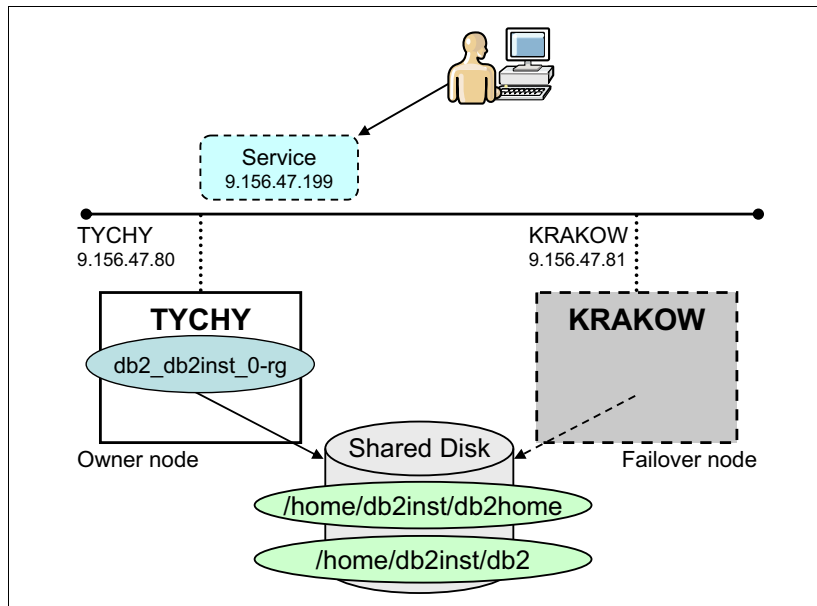 Service
9.156.47.199
TYCHY
9.156.47.80
KRAKOW
9.156.47.81
TYCHY
db2_db2inst_0-rg
KRAKOW
Owner node
Shared Disk
Failover node
/home/db2inst/db2home
/home/db2inst/db2